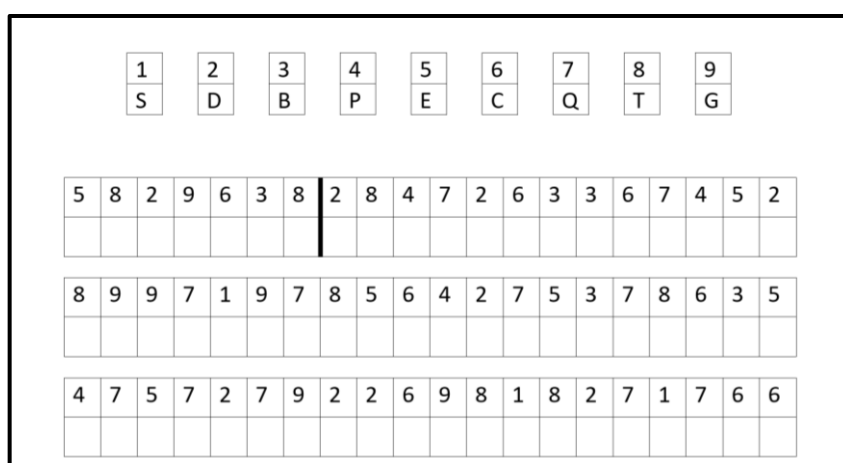 1 2 3 4 5 6 7 8 9
S D B P E C Q T G
5 8 2 9 6 3 8 2 8 4 7 2 6 3 3 6 7 4 5 2
8 9 9 7 1 9 7 8 5 6 4 2 7 5 3 7 8 6 3 5
4 7 5 7 2 7 9 2 2 6 9 8 1 8 2 7 1 7 6 6